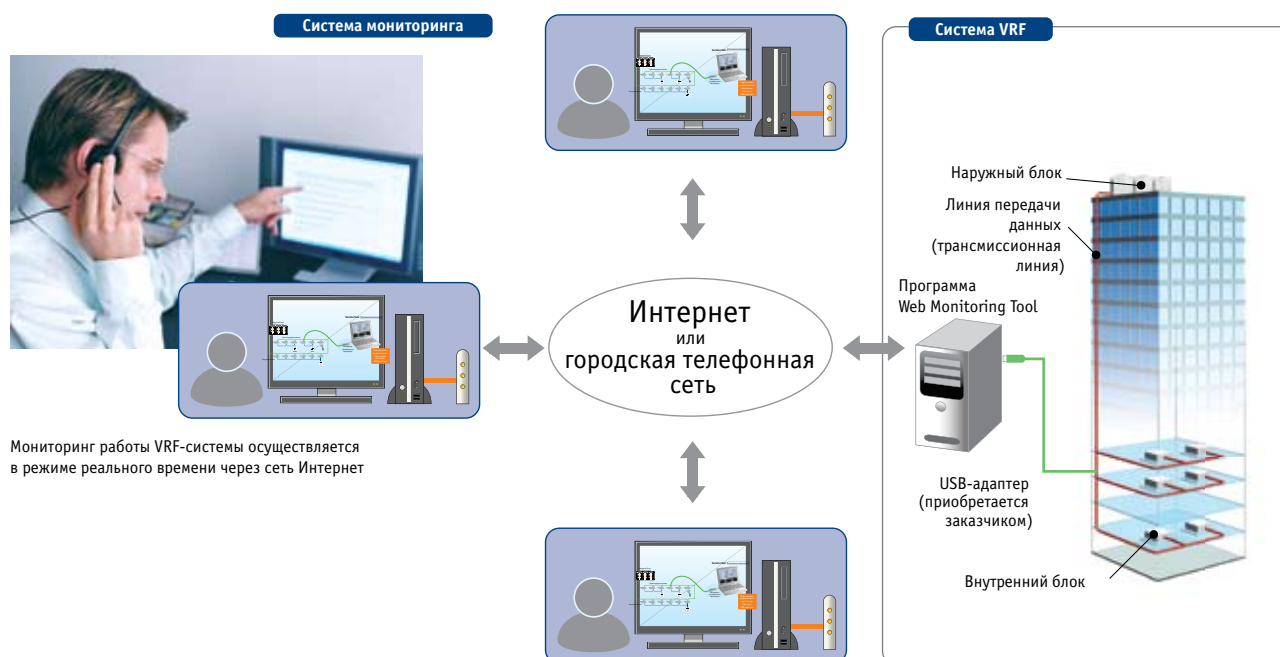 Система мониторинга
Система VRF
Наружный блок
Линия передачи
данных
(трансмиссионная
линия)
Программа
Web Monitoring Tool
Интернет
или
городская телефонная
сеть
Мониторинг работы VRF-системы осуществляется
в режиме реального времени через сеть Интернет
USB-адаптер
(приобретается
заказчиком)
Внутренний блок